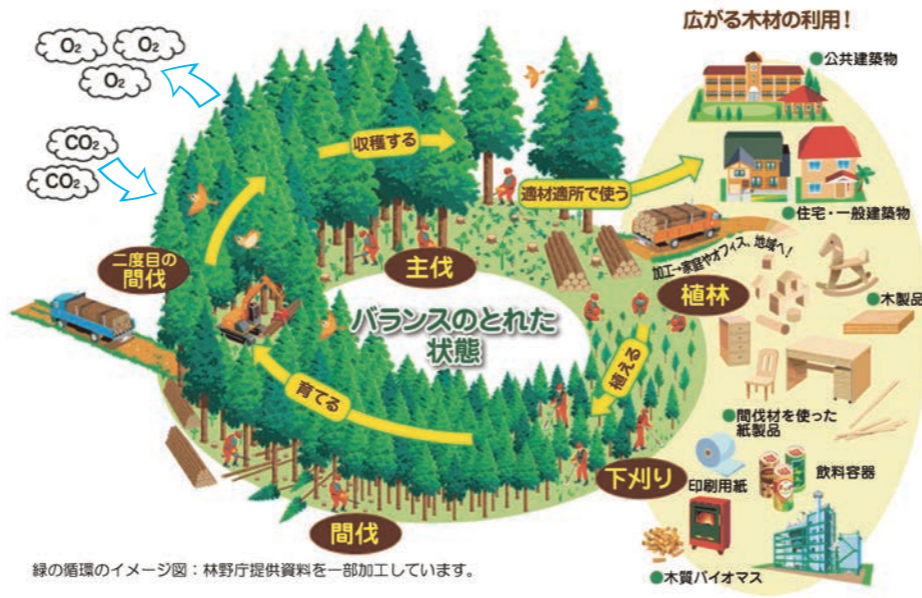 広がる木材の利用!
O₂
O₂
O₂
CO₂
CO₂
●公共建築物
収穫する
適材適所で使う
●住宅・一般建築物
加工→家庭やオフィス、地域へ!
二度目の
間伐
主伐
植林
●木製品
バランスのとれた
状態
植える
育てる
●間伐材を使った
紙製品
下刈り
印刷用紙
飲料容器
間伐
●木質バイオマス
緑の循環のイメージ図:林野庁提供資料を一部加工しています。